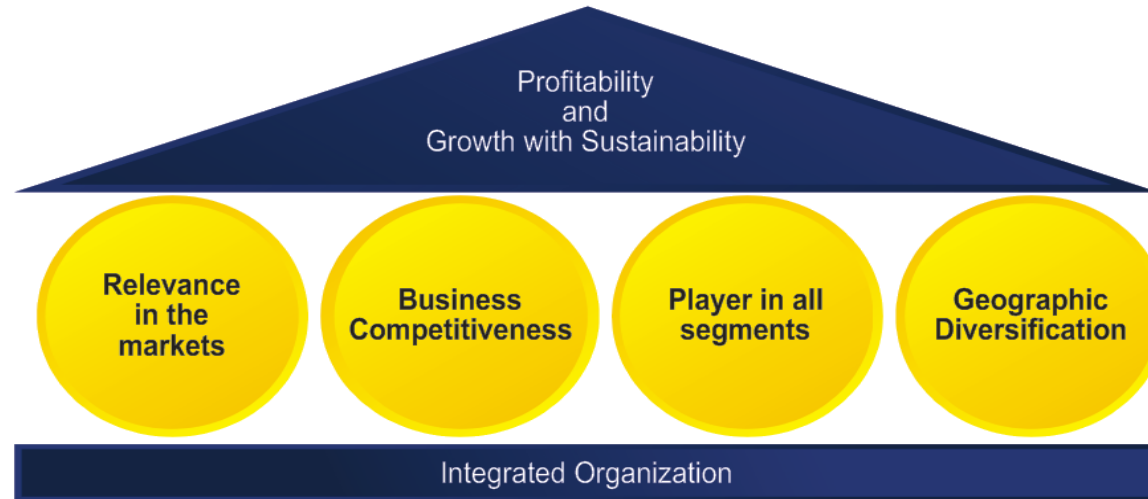 Profitability
and
Growth with Sustainability
Relevance
in the
markets
Business
Competitiveness
Player in all
segments
Geographic
Diversification
Integrated Organization